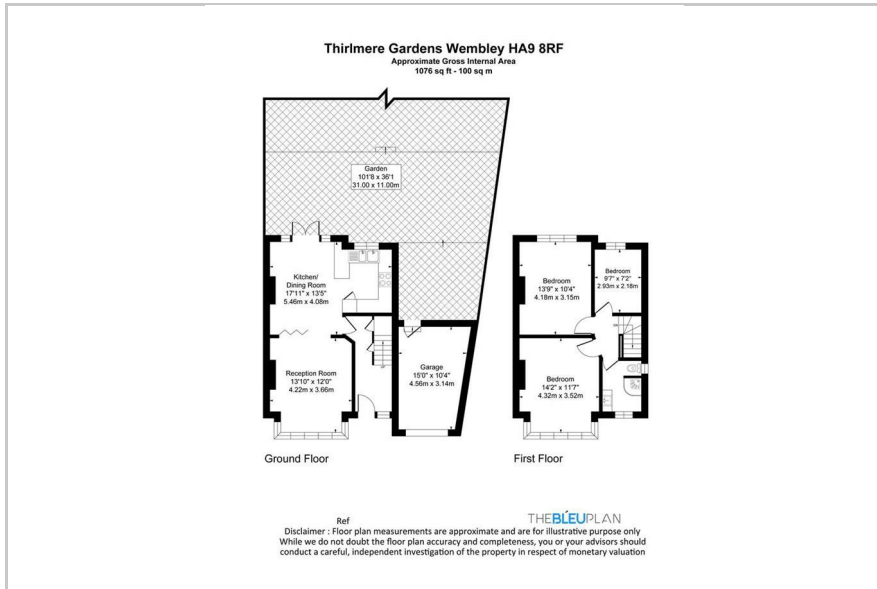 Thirlmere Gardens Wembley HA9 8RF
Approximate Gross Internal Area
1076 sq ft - 100 sq m
Garden
101'8 x 36'1
31.00 x 11.00m
Kitchen/
Dining Room
17'11" x 13'5"
5.46m x 4.08m
Reception Room
13'10" x 12'0"
4.22m x 3.66m
Garage
15'0" x 10'4"
4.56m x 3.14m
Ground Floor
Bedroom
13'9" x 10'4"
4.18m x 3.15m
Bedroom
9'7" x 7'2"
2.93m x 2.18m
Bedroom
14'2" x 11'7"
4.32m x 3.52m
First Floor
Ref
THEBLEUPLAN
Disclaimer : Floor plan measurements are approximate and are for illustrative purpose only
While we do not doubt the floor plan accuracy and completeness, you or your advisors should
conduct a careful, independent investigation of the property in respect of monetary valuation